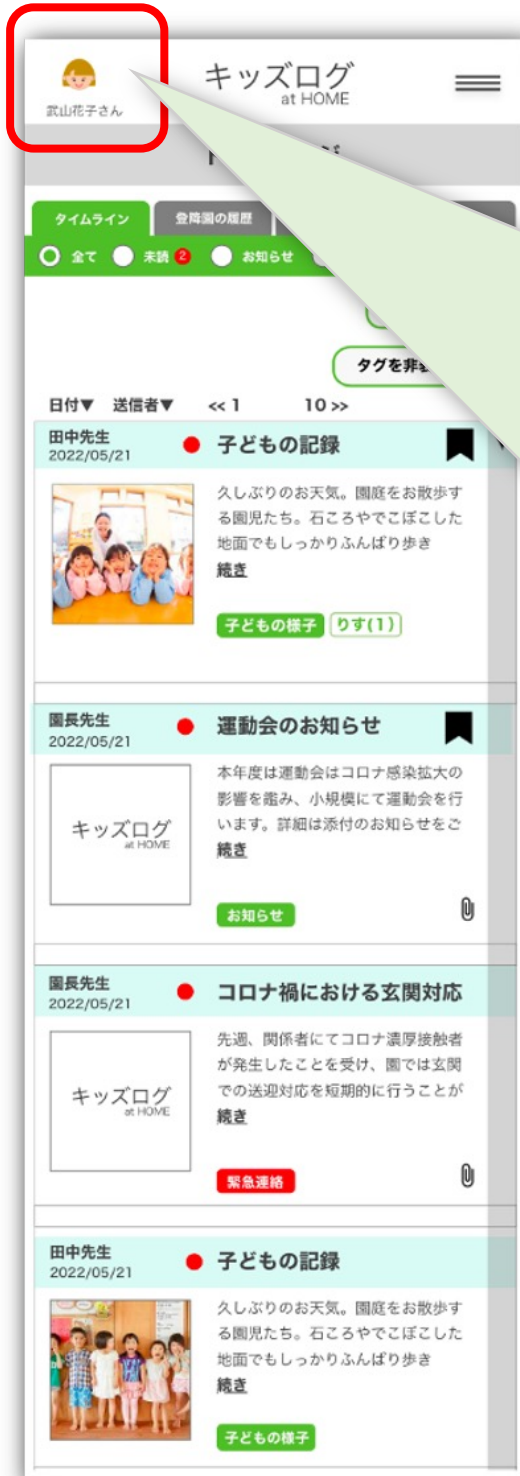 キッズログ
at HOME
武山花子さん
タイムライン
登降園の履歴
全て
未読 2
お知らせ
タグを非
日付▼ 送信者▼ << 1 10 >>
田中先生
2022/05/21
子どもの記録
久しぶりのお天気。園庭をお散歩す
る園児たち。石ころやでこぼこした
地面でもしっかりふんばり歩き
続き
子どもの様子 りす(1)
園長先生
2022/05/21
運動会のお知らせ
キッズログ
at HOME
本年度は運動会はコロナ感染拡大の
影響を鑑み、小規模にて運動会を行
います。詳細は添付のお知らせをご
続き
お知らせ
園長先生
2022/05/21
コロナ禍における玄関対応
キッズログ
at HOME
先週、関係者にてコロナ濃厚接触者
が発生したことを受け、園では玄関
での送迎対応を短期的に行うことが
続き
緊急連絡
田中先生
2022/05/21
子どもの記録
久しぶりのお天気。園庭をお散歩す
る園児たち。石ころやでこぼこした
地面でもしっかりふんばり歩き
続き
子どもの様子